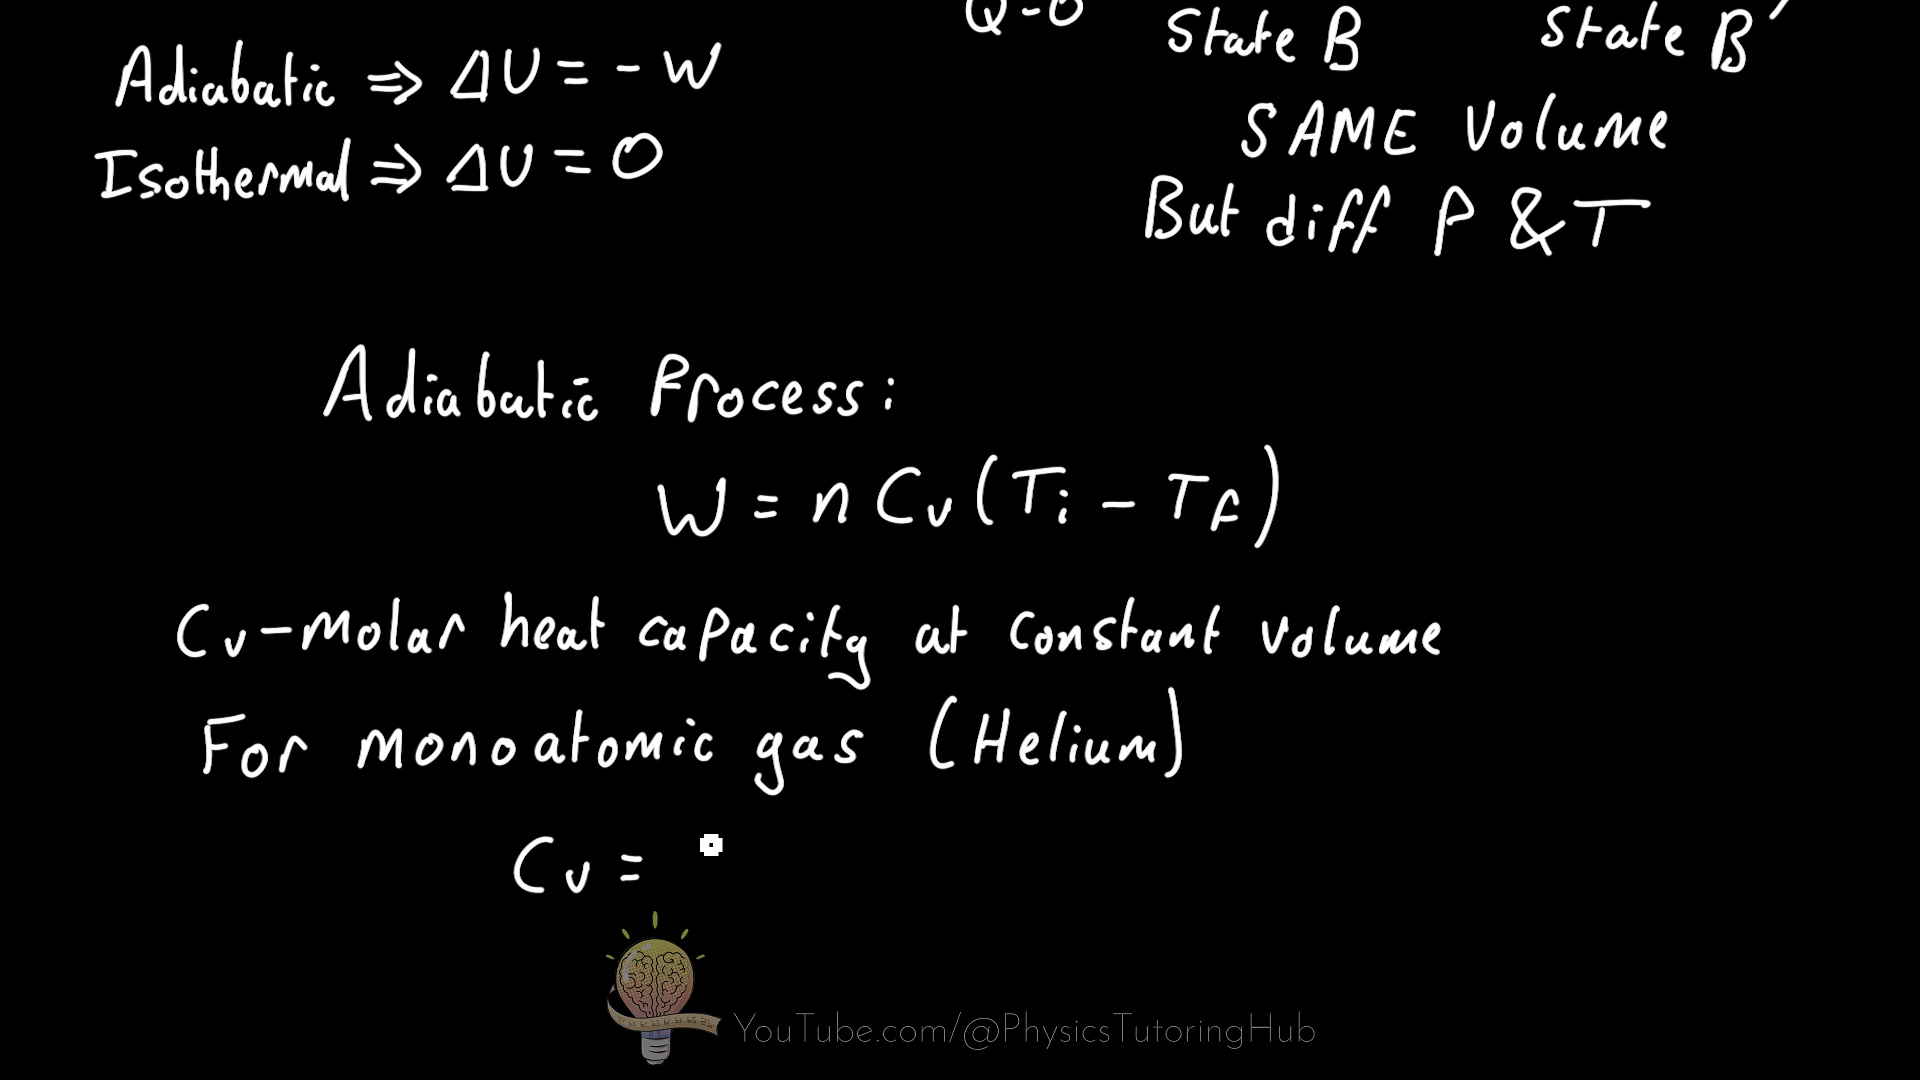 Q=0
State B State B'
Adiabatic ⇒ ΔU = - W
SAME Volume
Isothermal ⇒ ΔU = 0
But diff P & T
Adiabatic Process:
W = n Cv (Ti - Tf)
Cv - Molar heat capacity at constant volume
For monoatomic gas (Helium)
Cv =
YouTube.com/@PhysicsTutoringHub